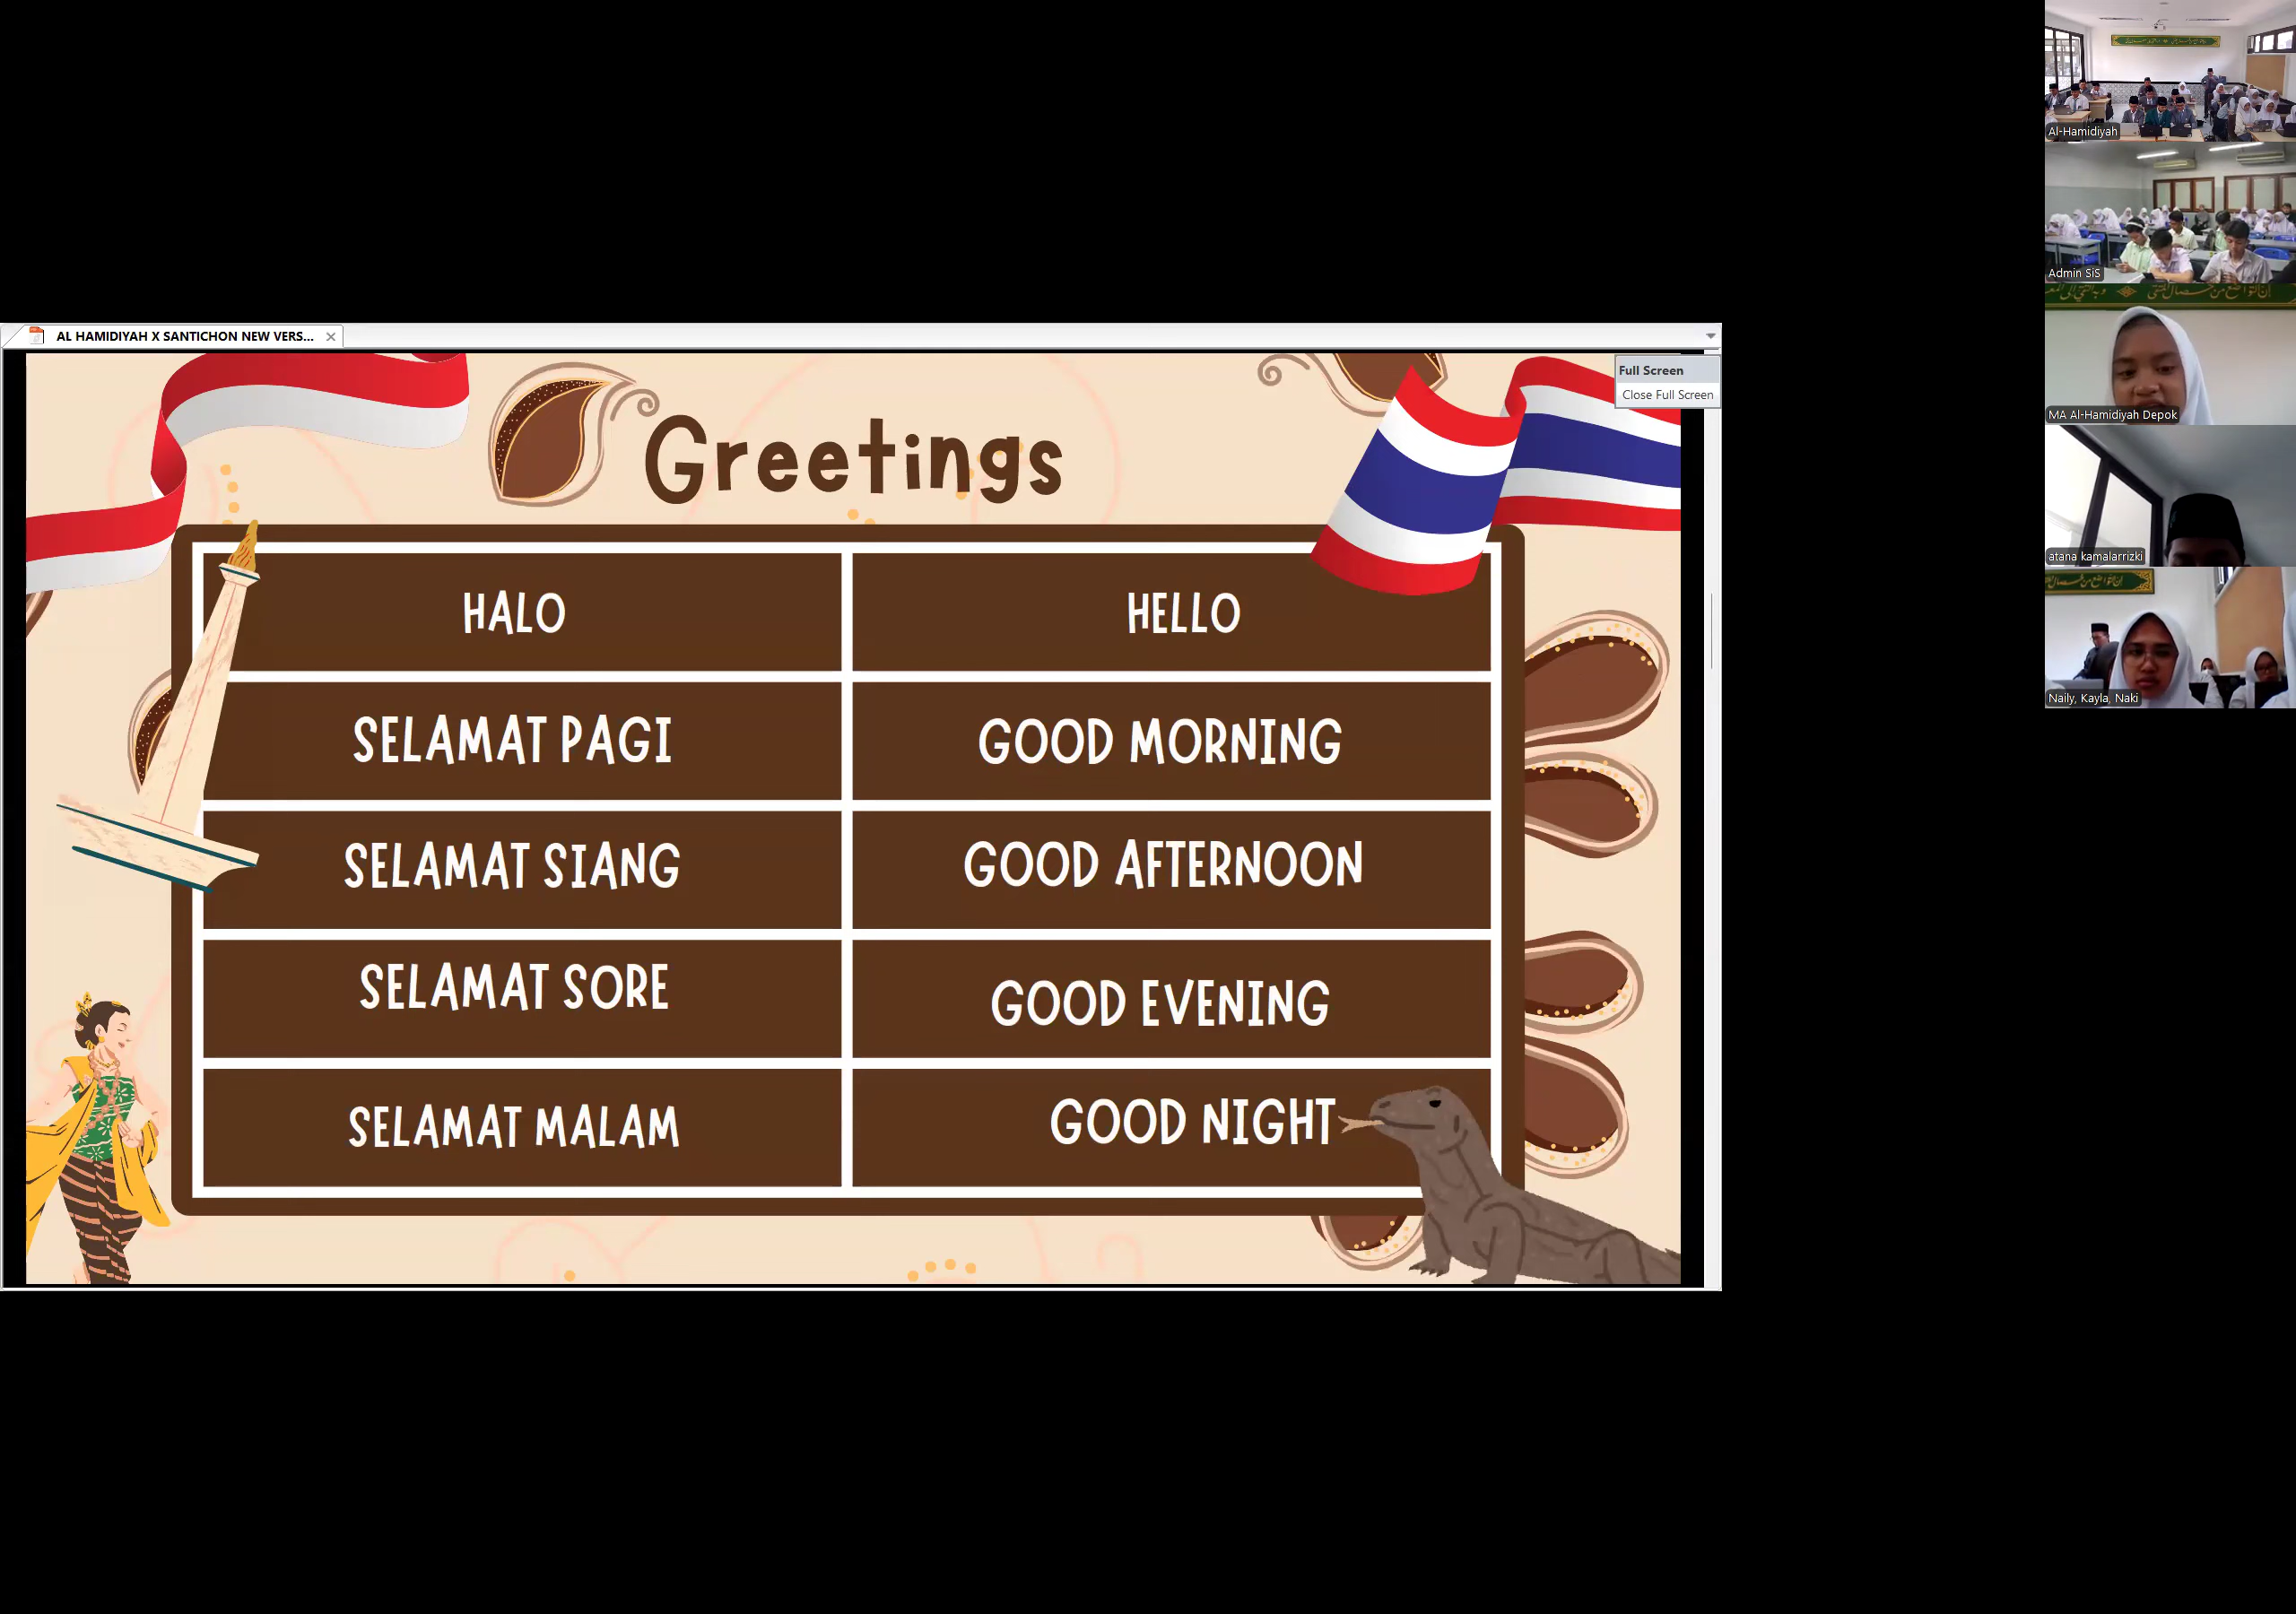 AL HAMIDIYAH X SANTICHON NEW VERS...
Full Screen
Close Full Screen
Greetings
HALO
HELLO
SELAMAT PAGI
GOOD MORNING
SELAMAT SIANG
GOOD AFTERNOON
SELAMAT SORE
GOOD EVENING
SELAMAT MALAM
GOOD NIGHT
Al-Hamidiyah
Admin SiS
MA Al-Hamidiyah Depok
atana kamalarrizki
Naily, Kayla, Naki